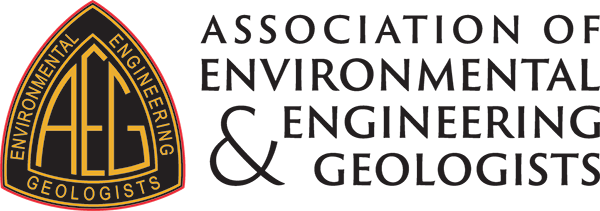 ENVIRONMENTAL
ENGINEERING
AEG
GEOLOGISTS
ASSOCIATION OF
ENVIRONMENTAL
& ENGINEERING
GEOLOGISTS